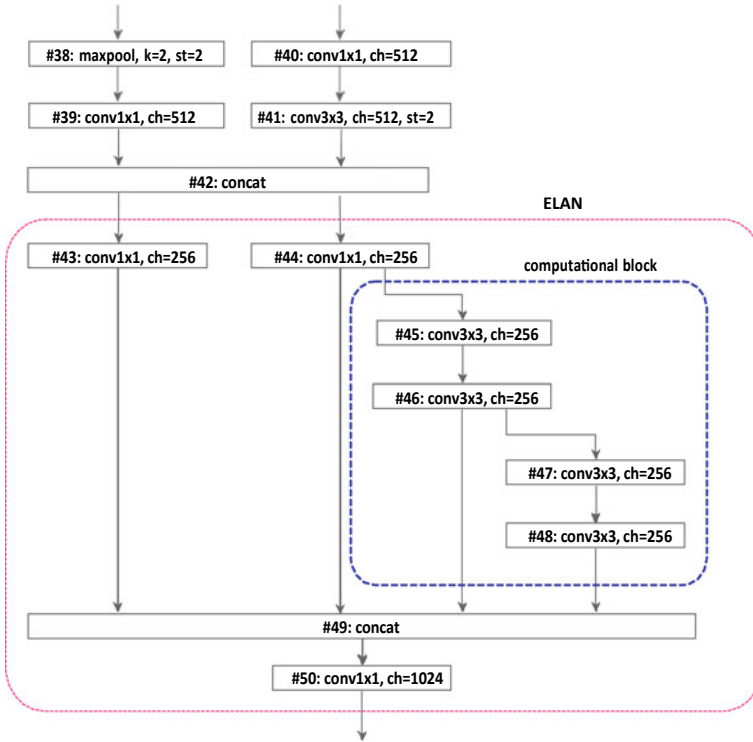 #38: maxpool, k=2, st=2
#40: conv1x1, ch=512
#39: conv1x1, ch=512
#41: conv3x3, ch=512, st=2
#42: concat
ELAN
#43: conv1x1, ch=256
#44: conv1x1, ch=256
computational block
#45: conv3x3, ch=256
#46: conv3x3, ch=256
#47: conv3x3, ch=256
#48: conv3x3, ch=256
#49: concat
#50: conv1x1, ch=1024